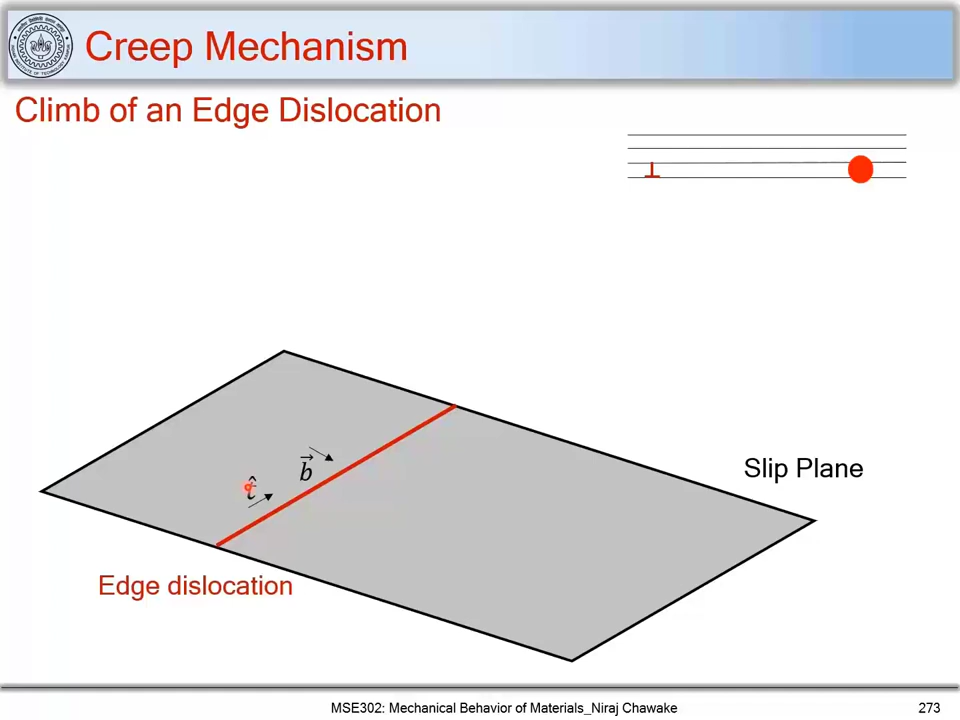 Creep Mechanism
Climb of an Edge Dislocation
Slip Plane
Edge dislocation
MSE302: Mechanical Behavior of Materials_Niraj Chawake
273